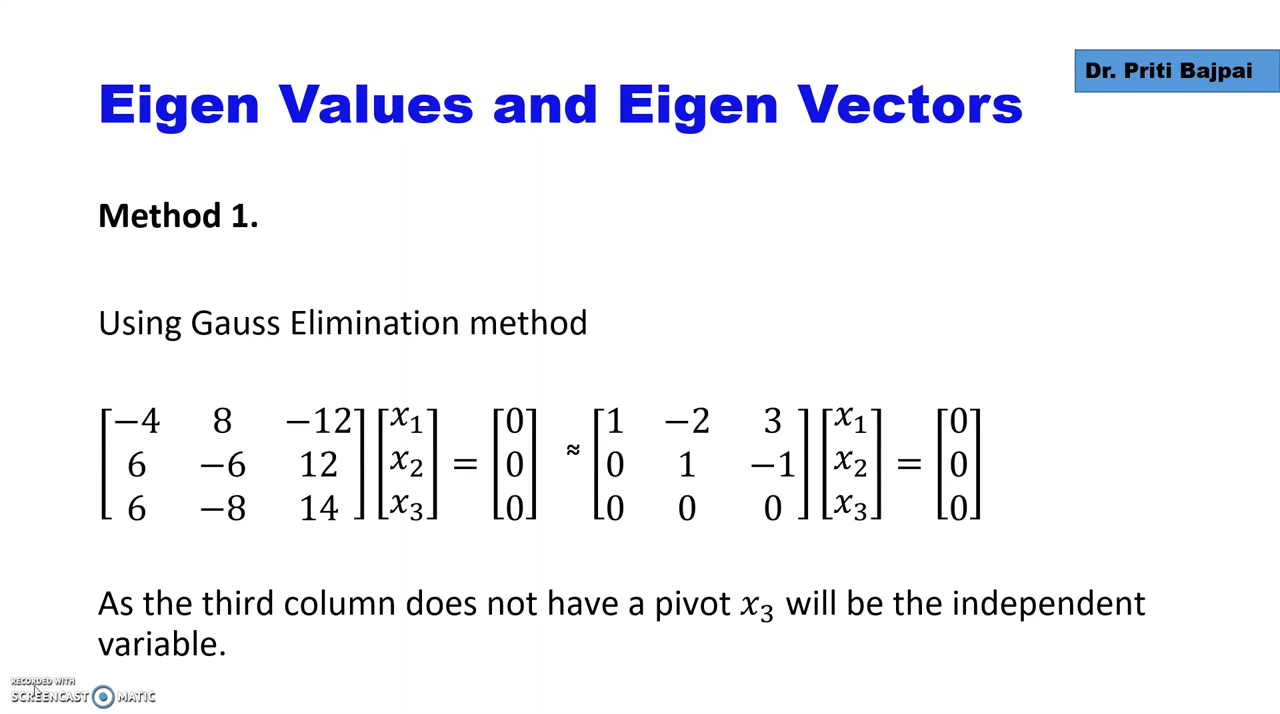 Dr. Priti Bajpai
Eigen Values and Eigen Vectors
Method 1.
Using Gauss Elimination method
[−4 8 −12] [x₁] [0] [1 −2 3] [x₁] [0]
[6 −6 12] [x₂] = [0] ≈ [0 1 −1] [x₂] = [0]
[6 −8 14] [x₃] [0] [0 0 0] [x₃] [0]
As the third column does not have a pivot x₃ will be the independent
variable.
RECORDED WITH
SCREENCAST MATIC